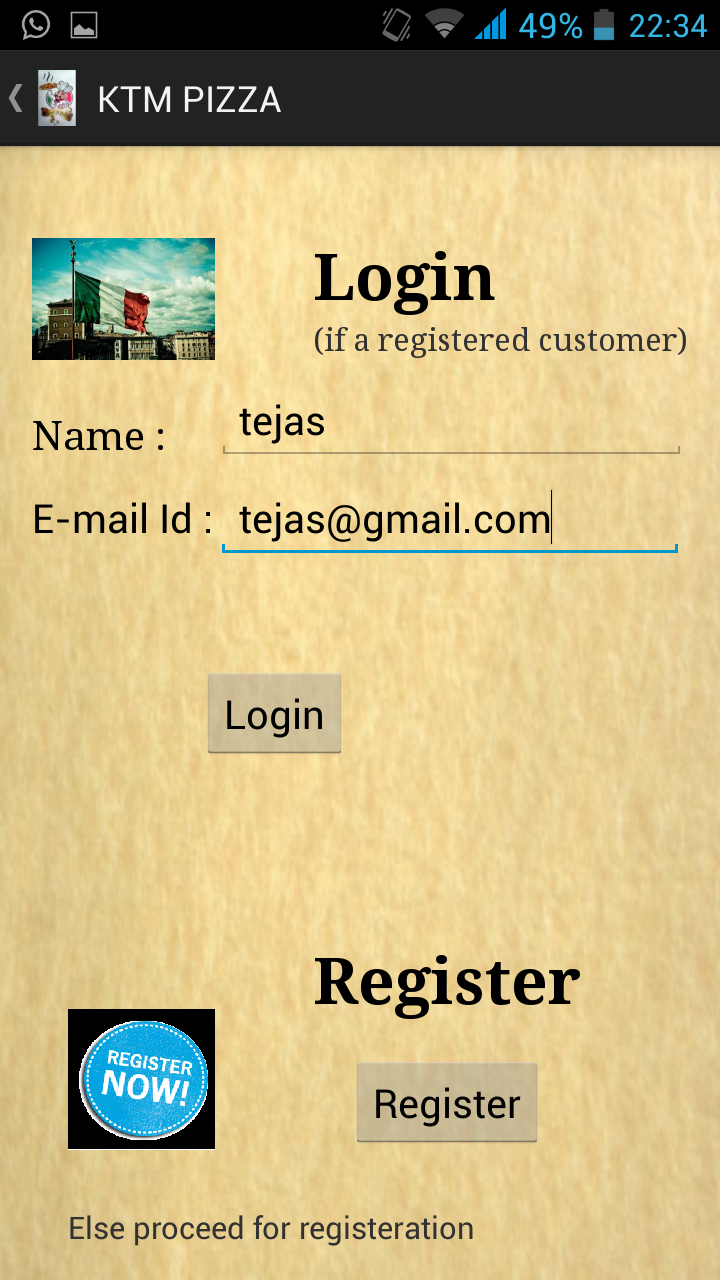 49% 22:34
KTM PIZZA
Login
(if a registered customer)
Name : tejas
E-mail Id : tejas@gmail.com
Login
Register
REGISTER
NOW!
Register
Else proceed for registeration